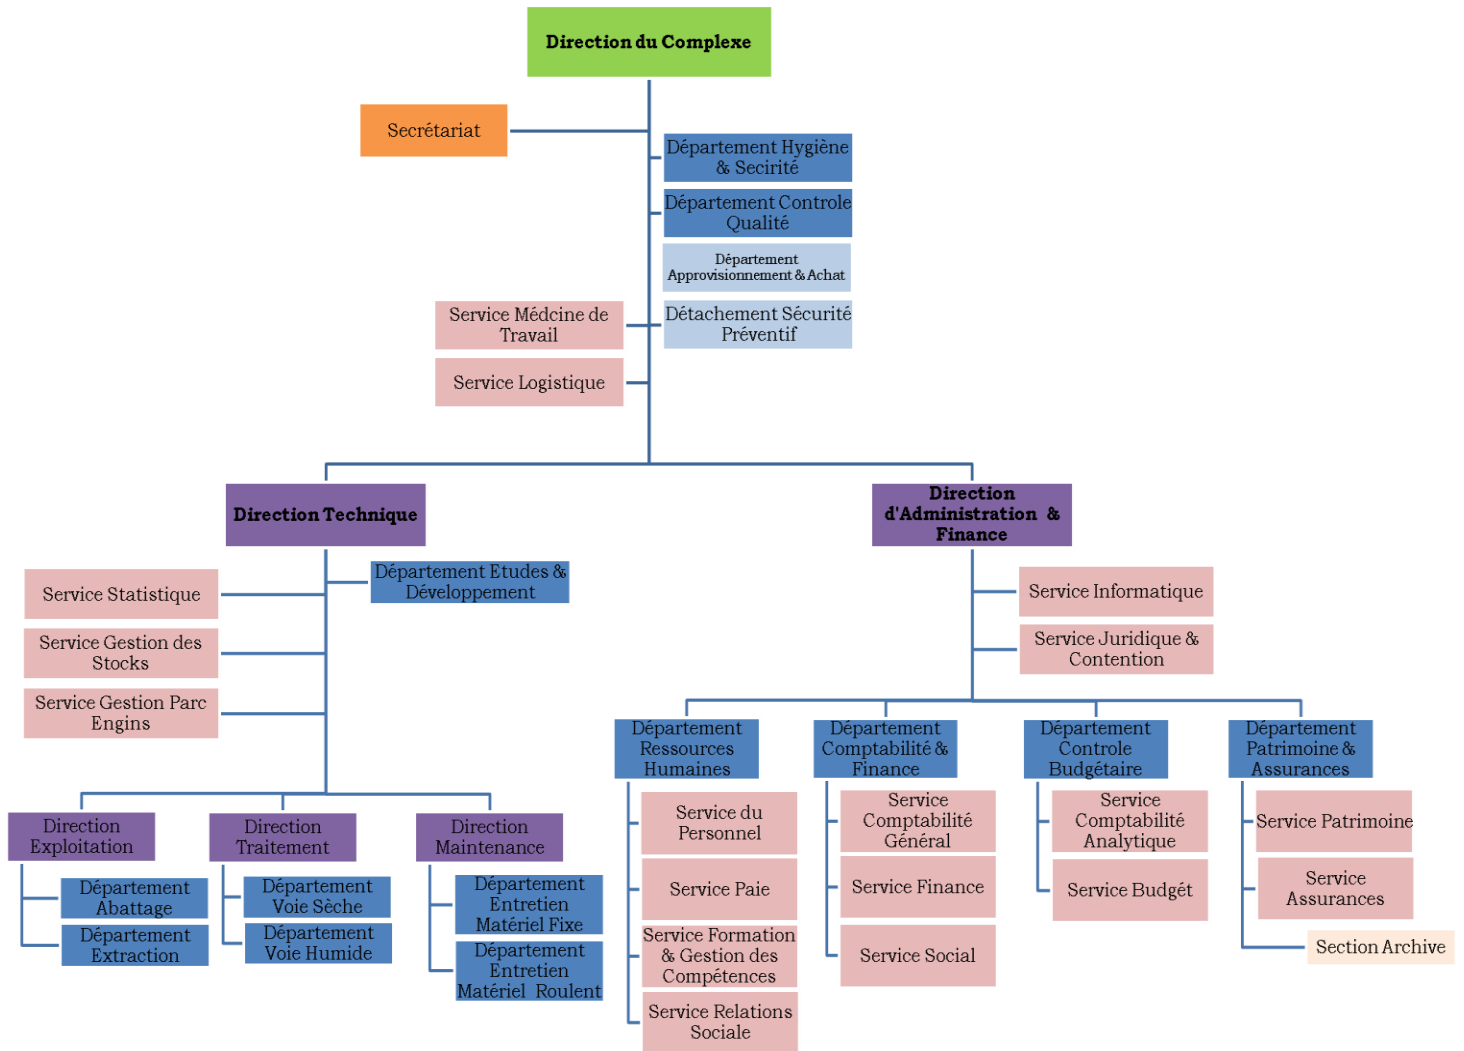 Direction du Complexe
Secrétariat
Département Hygiène
& Sécirité
Département Controle
Qualité
Département
Approvisionnement & Achat
Service Médcine de
Travail
Détachement Sécurité
Préventif
Service Logistique
Direction Technique
Direction
d'Administration &
Finance
Département Etudes &
Développement
Service Statistique
Service Gestion des
Stocks
Service Gestion Parc
Engins
Service Informatique
Service Juridique &
Contention
Direction
Exploitation
Département
Abattage
Département
Extraction
Direction
Traitement
Département
Voie Sèche
Département
Voie Humide
Direction
Maintenance
Département
Entretien
Matériel Fixe
Département
Entretien
Matériel Roulent
Département
Ressources
Humaines
Service du
Personnel
Service Paie
Service Formation
& Gestion des
Compétences
Service Relations
Sociale
Département
Comptabilité &
Finance
Service
Comptabilité
Général
Service Finance
Service Social
Département
Controle
Budgétaire
Service
Comptabilité
Analytique
Service Budgét
Département
Patrimoine &
Assurances
Service Patrimoine
Service
Assurances
Section Archive